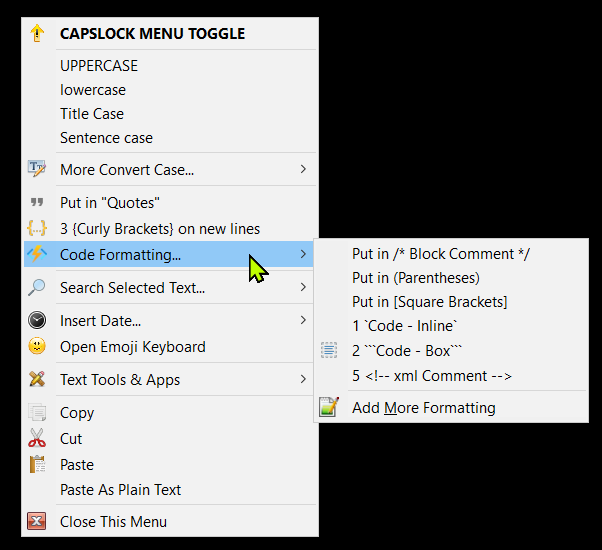 CAPSLOCK MENU TOGGLE
UPPERCASE
lowercase
Title Case
Sentence case
More Convert Case...
Put in "Quotes"
3 {Curly Brackets} on new lines
Code Formatting...
Search Selected Text...
Insert Date...
Open Emoji Keyboard
Text Tools & Apps
Copy
Cut
Paste
Paste As Plain Text
Close This Menu
Put in /* Block Comment */
Put in (Parentheses)
Put in [Square Brackets]
1 `Code - Inline`
2 ```Code - Box```
5 <!-- xml Comment -->
Add More Formatting